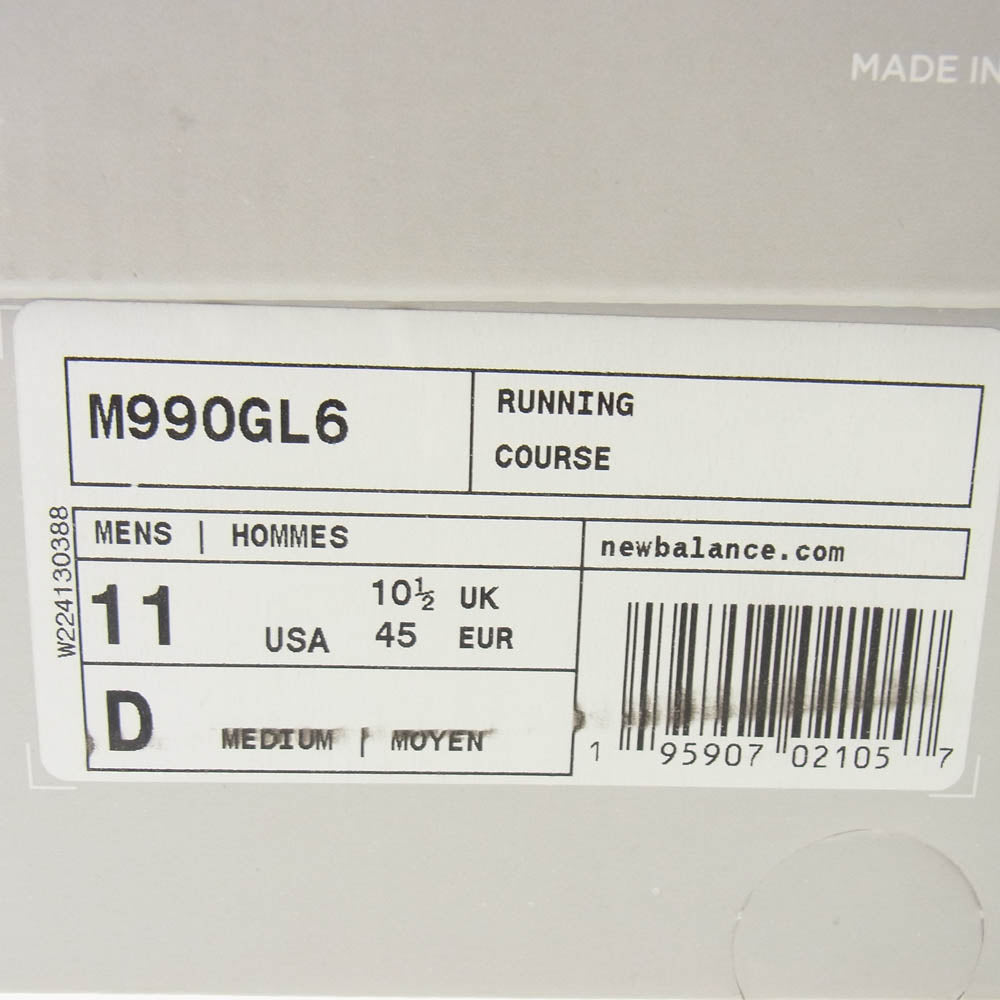 MADE IN
M990GL6
RUNNING
COURSE
W224130388
MENS | HOMMES
newbalance.com
11 USA
10½ UK
45 EUR
D MEDIUM | MOYEN
1 95907 02105 7